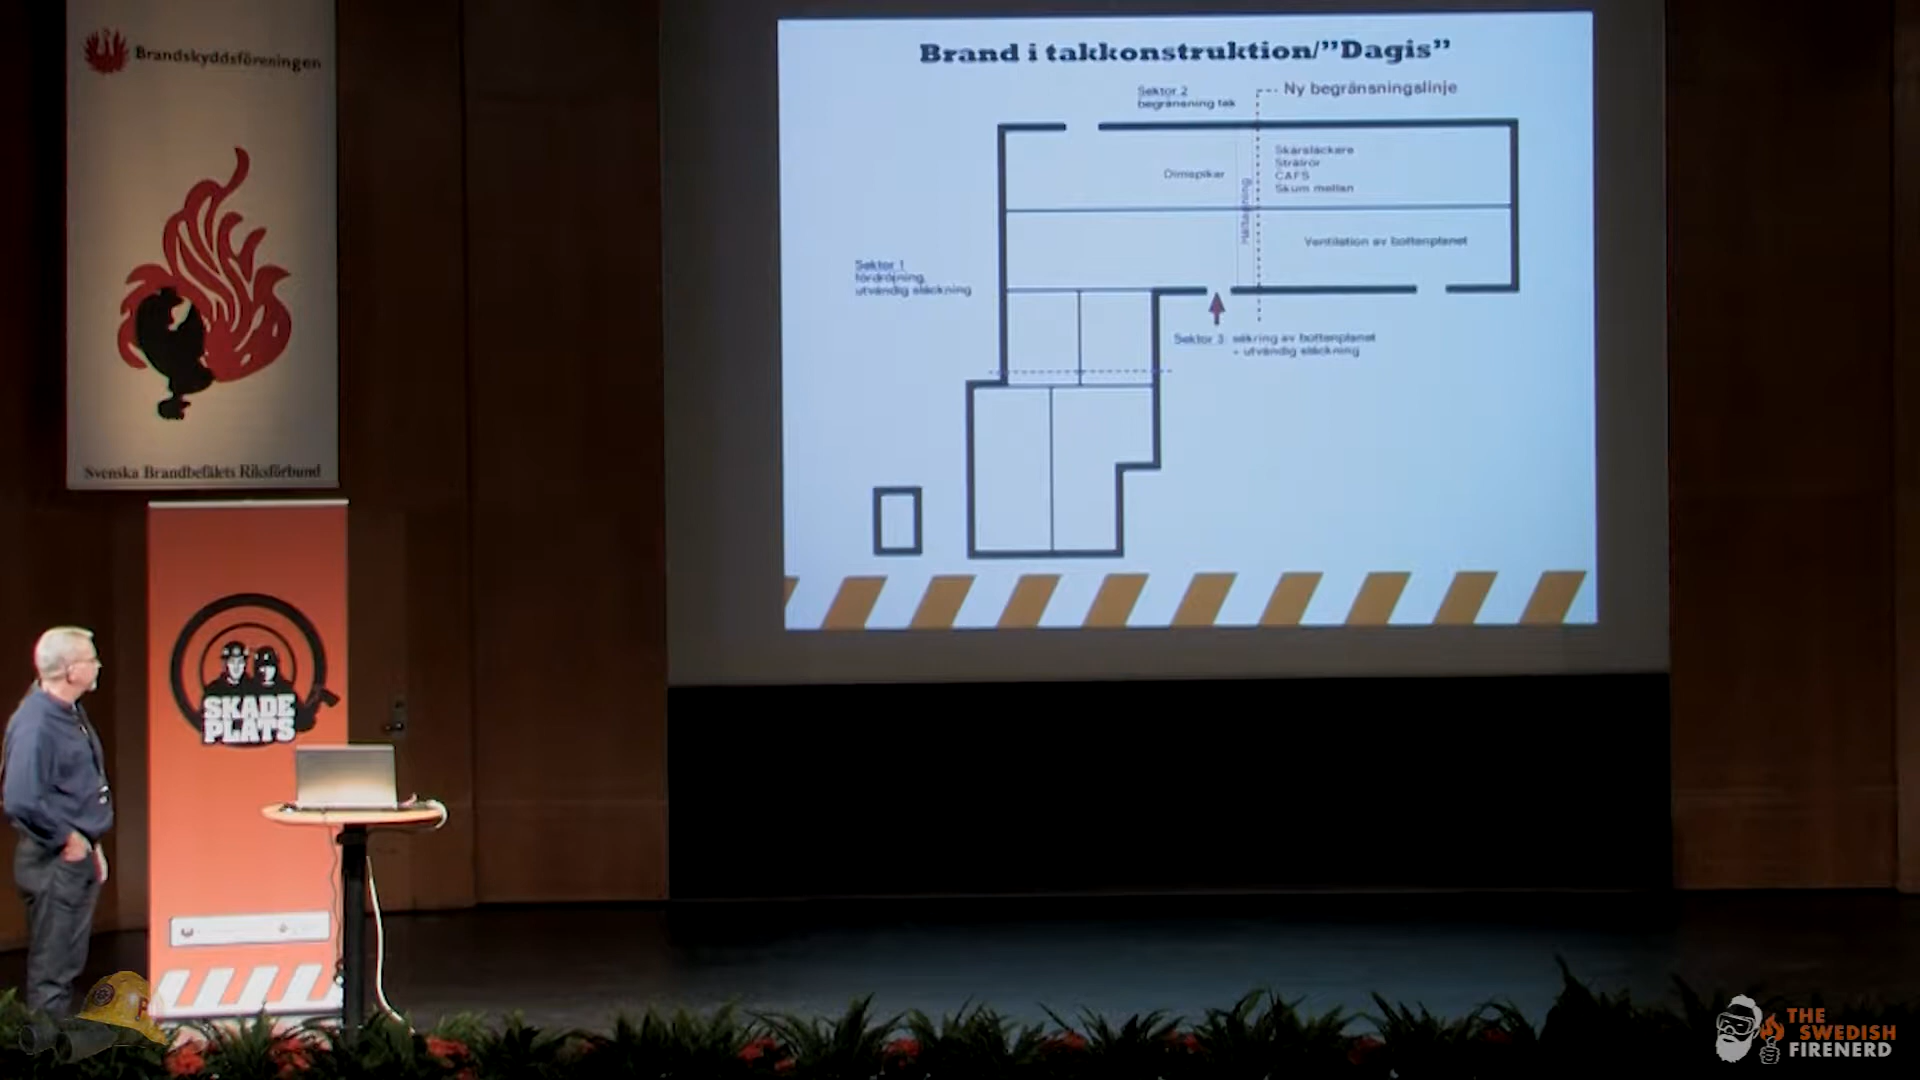 Brandskyddsföreningen
Svenska Brandbefälets Riksförbund
SKADE
PLATS
Brand i takkonstruktion/"Dagis"
Sektor 2
begränsning tak
Ny begränsningslinje
Dimspikar
Håltagning
Skärsläckare
Strålrör
CAFS
Skum mellan
Ventilation av bottenplanet
Sektor 1
fördröjning,
utvändig släckning
Sektor 3: säkring av bottenplanet
+ utvändig släckning
THE
SWEDISH
FIRENERD